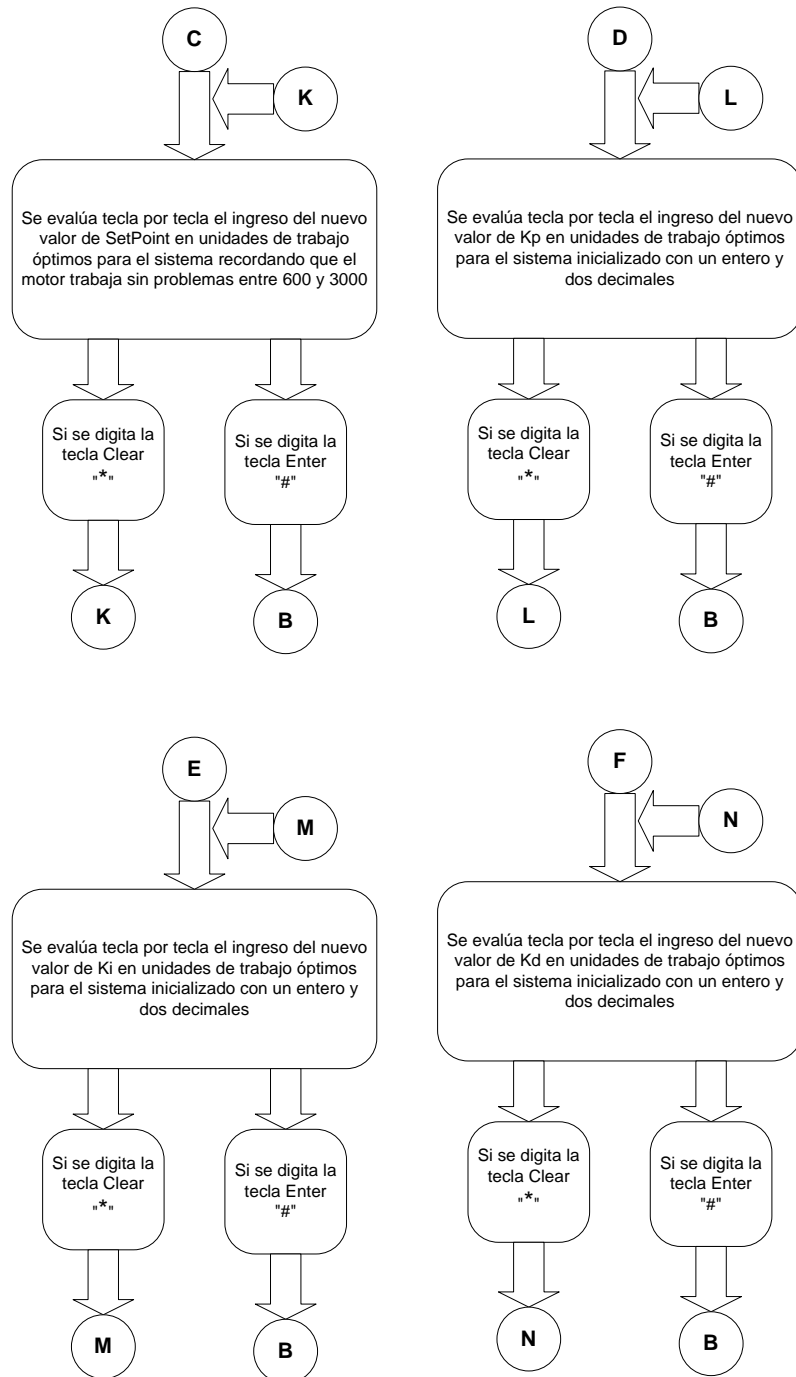 C
K
Se evalúa tecla por tecla el ingreso del nuevo
valor de SetPoint en unidades de trabajo
óptimos para el sistema recordando que el
motor trabaja sin problemas entre 600 y 3000
Si se digita la
tecla Clear
"*"
Si se digita la
tecla Enter
"#"
K
B
D
L
Se evalúa tecla por tecla el ingreso del nuevo
valor de Kp en unidades de trabajo óptimos
para el sistema inicializado con un entero y
dos decimales
Si se digita la
tecla Clear
"*"
Si se digita la
tecla Enter
"#"
L
B
E
M
Se evalúa tecla por tecla el ingreso del nuevo
valor de Ki en unidades de trabajo óptimos
para el sistema inicializado con un entero y
dos decimales
Si se digita la
tecla Clear
"*"
Si se digita la
tecla Enter
"#"
M
B
F
N
Se evalúa tecla por tecla el ingreso del nuevo
valor de Kd en unidades de trabajo óptimos
para el sistema inicializado con un entero y
dos decimales
Si se digita la
tecla Clear
"*"
Si se digita la
tecla Enter
"#"
N
B